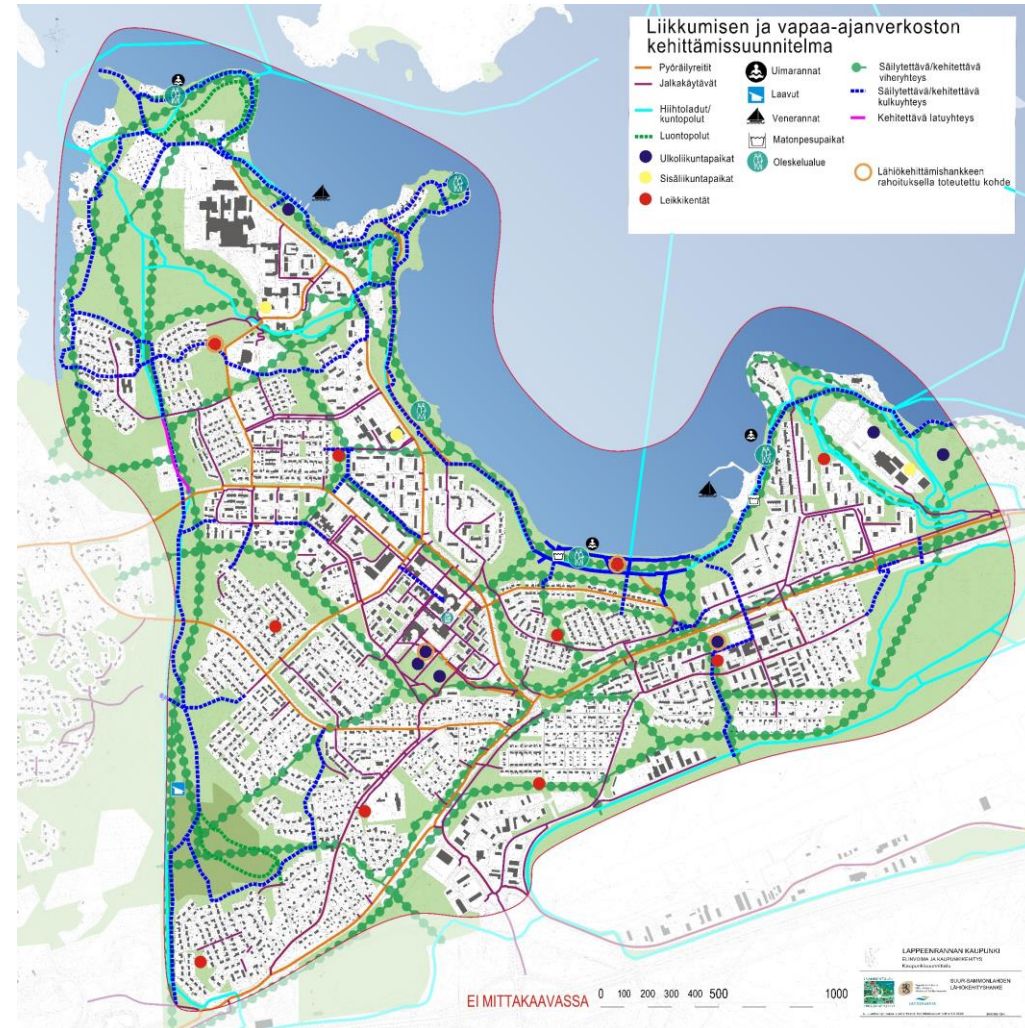 Liikkumisen ja vapaa-ajanverkoston
kehittämissuunnitelma
Pyöräilyreitit
Jalkakäytävät
Hiihtoladut/
kuntopolut
Luontopolut
Ulkoliikuntapaikat
Sisäliikuntapaikat
Leikkikentät
Uimarannat
Laavut
Venerannat
Matonpesupaikat
Oleskelualue
Säilytettävä/kehitettävä
viheryhteys
Säilytettävä/kehitettävä
kulkuyhteys
Kehitettävä latuyhteys
Lähiökehittämishankkeen
rahoituksella toteutettu kohde
EI MITTAKAAVASSA 0 100 200 300 400 500 1000
LAPPEENRANNAN KAUPUNKI
ELINVOIMA JA KAUPUNKIKEHITYS
Kaupunkisuunnittelu
SUUR-SAMMONLAHDEN
LÄHIÖKEHITYSHANKE